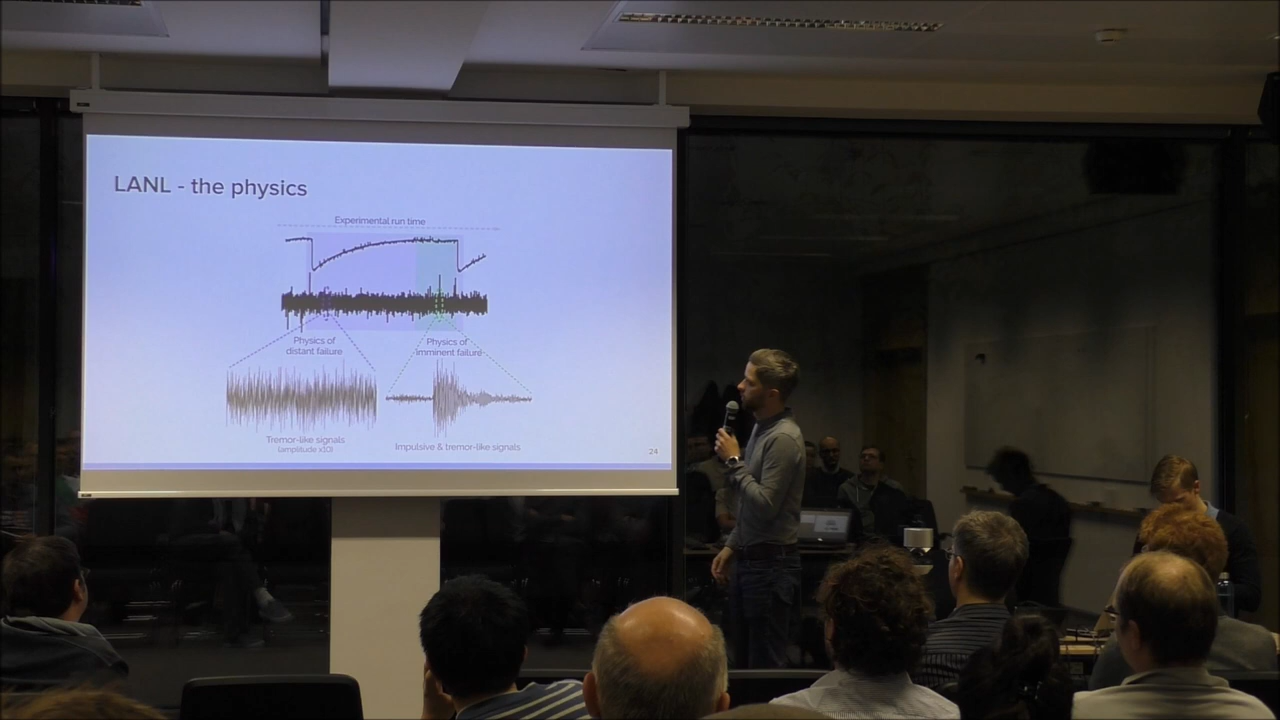 LANL - the physics
Experimental run time
Physics of
distant failure
Physics of
imminent failure
Tremor-like signals
(amplitude x10)
Impulsive & tremor-like signals
24